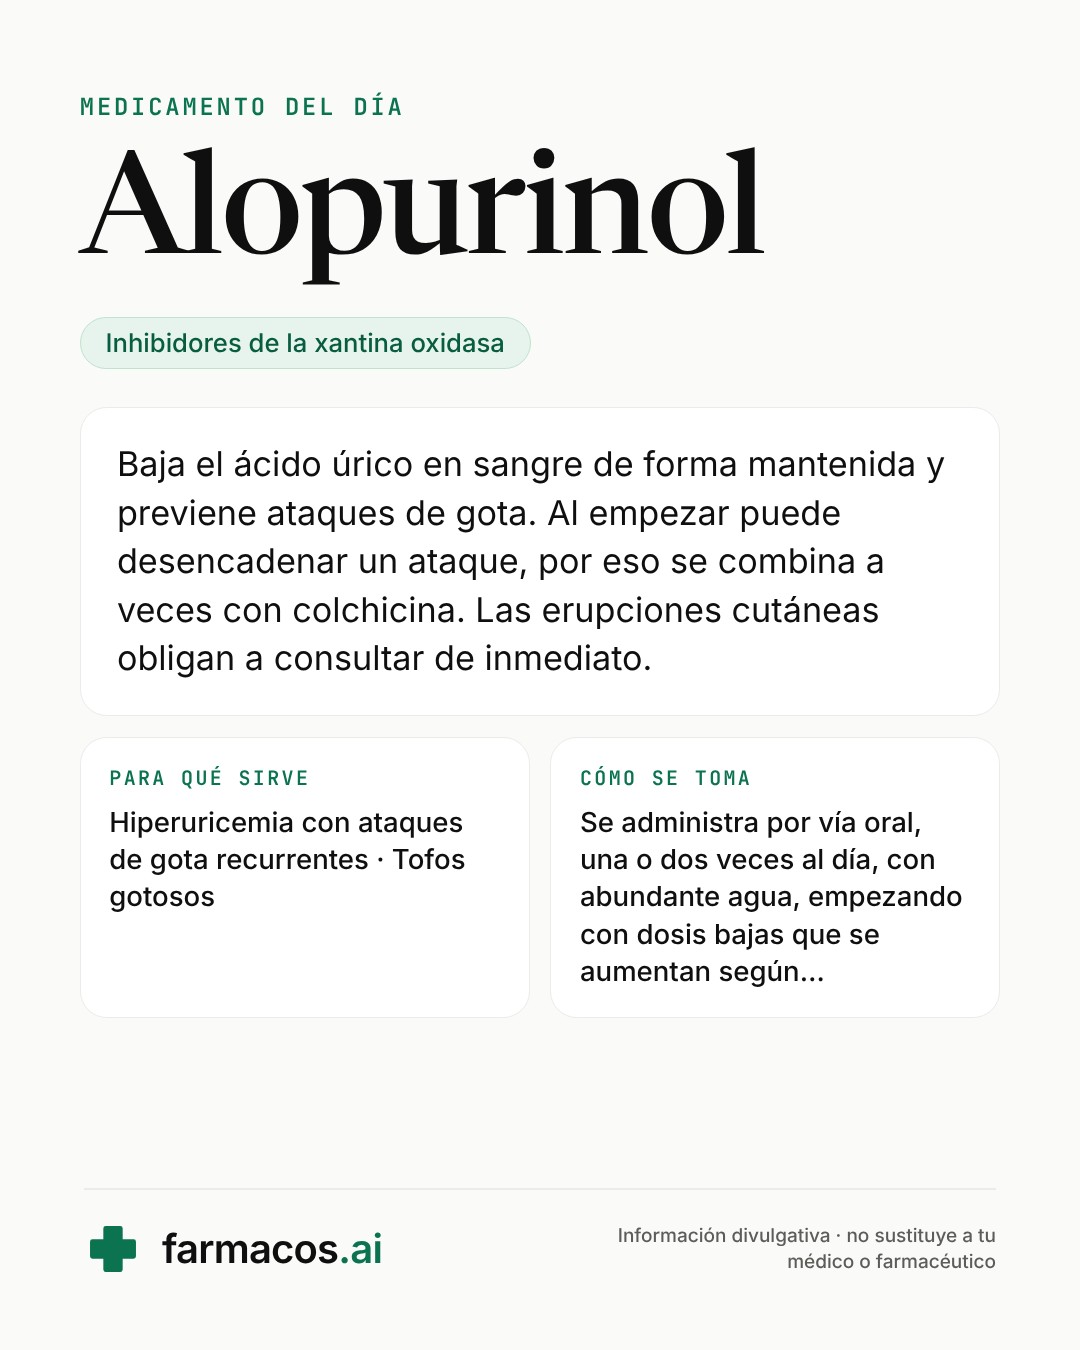 MEDICAMENTO DEL DÍA
Alopurinol
Inhibidores de la xantina oxidasa
Baja el ácido úrico en sangre de forma mantenida y
previene ataques de gota. Al empezar puede
desencadenar un ataque, por eso se combina a
veces con colchicina. Las erupciones cutáneas
obligan a consultar de inmediato.
PARA QUÉ SIRVE
Hiperuricemia con ataques
de gota recurrentes · Tofos
gotosos
CÓMO SE TOMA
Se administra por vía oral,
una o dos veces al día, con
abundante agua, empezando
con dosis bajas que se
aumentan según…
farmacos.ai
Información divulgativa · no sustituye a tu
médico o farmacéutico